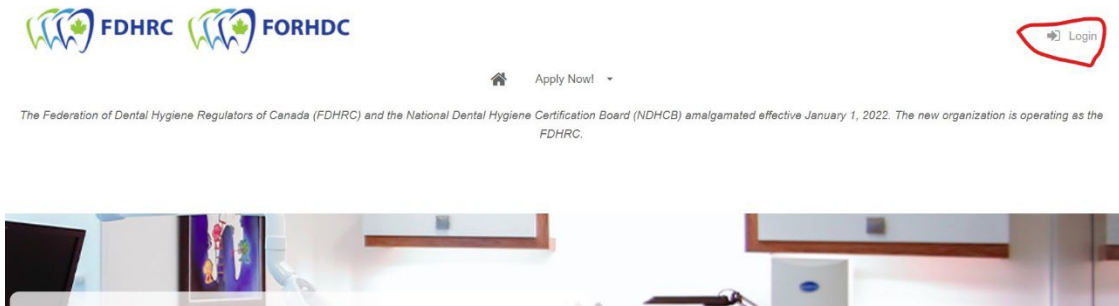 FDHRC FORHDC
Login
Apply Now!
The Federation of Dental Hygiene Regulators of Canada (FDHRC) and the National Dental Hygiene Certification Board (NDHCB) amalgamated effective January 1, 2022. The new organization is operating as the
FDHRC.